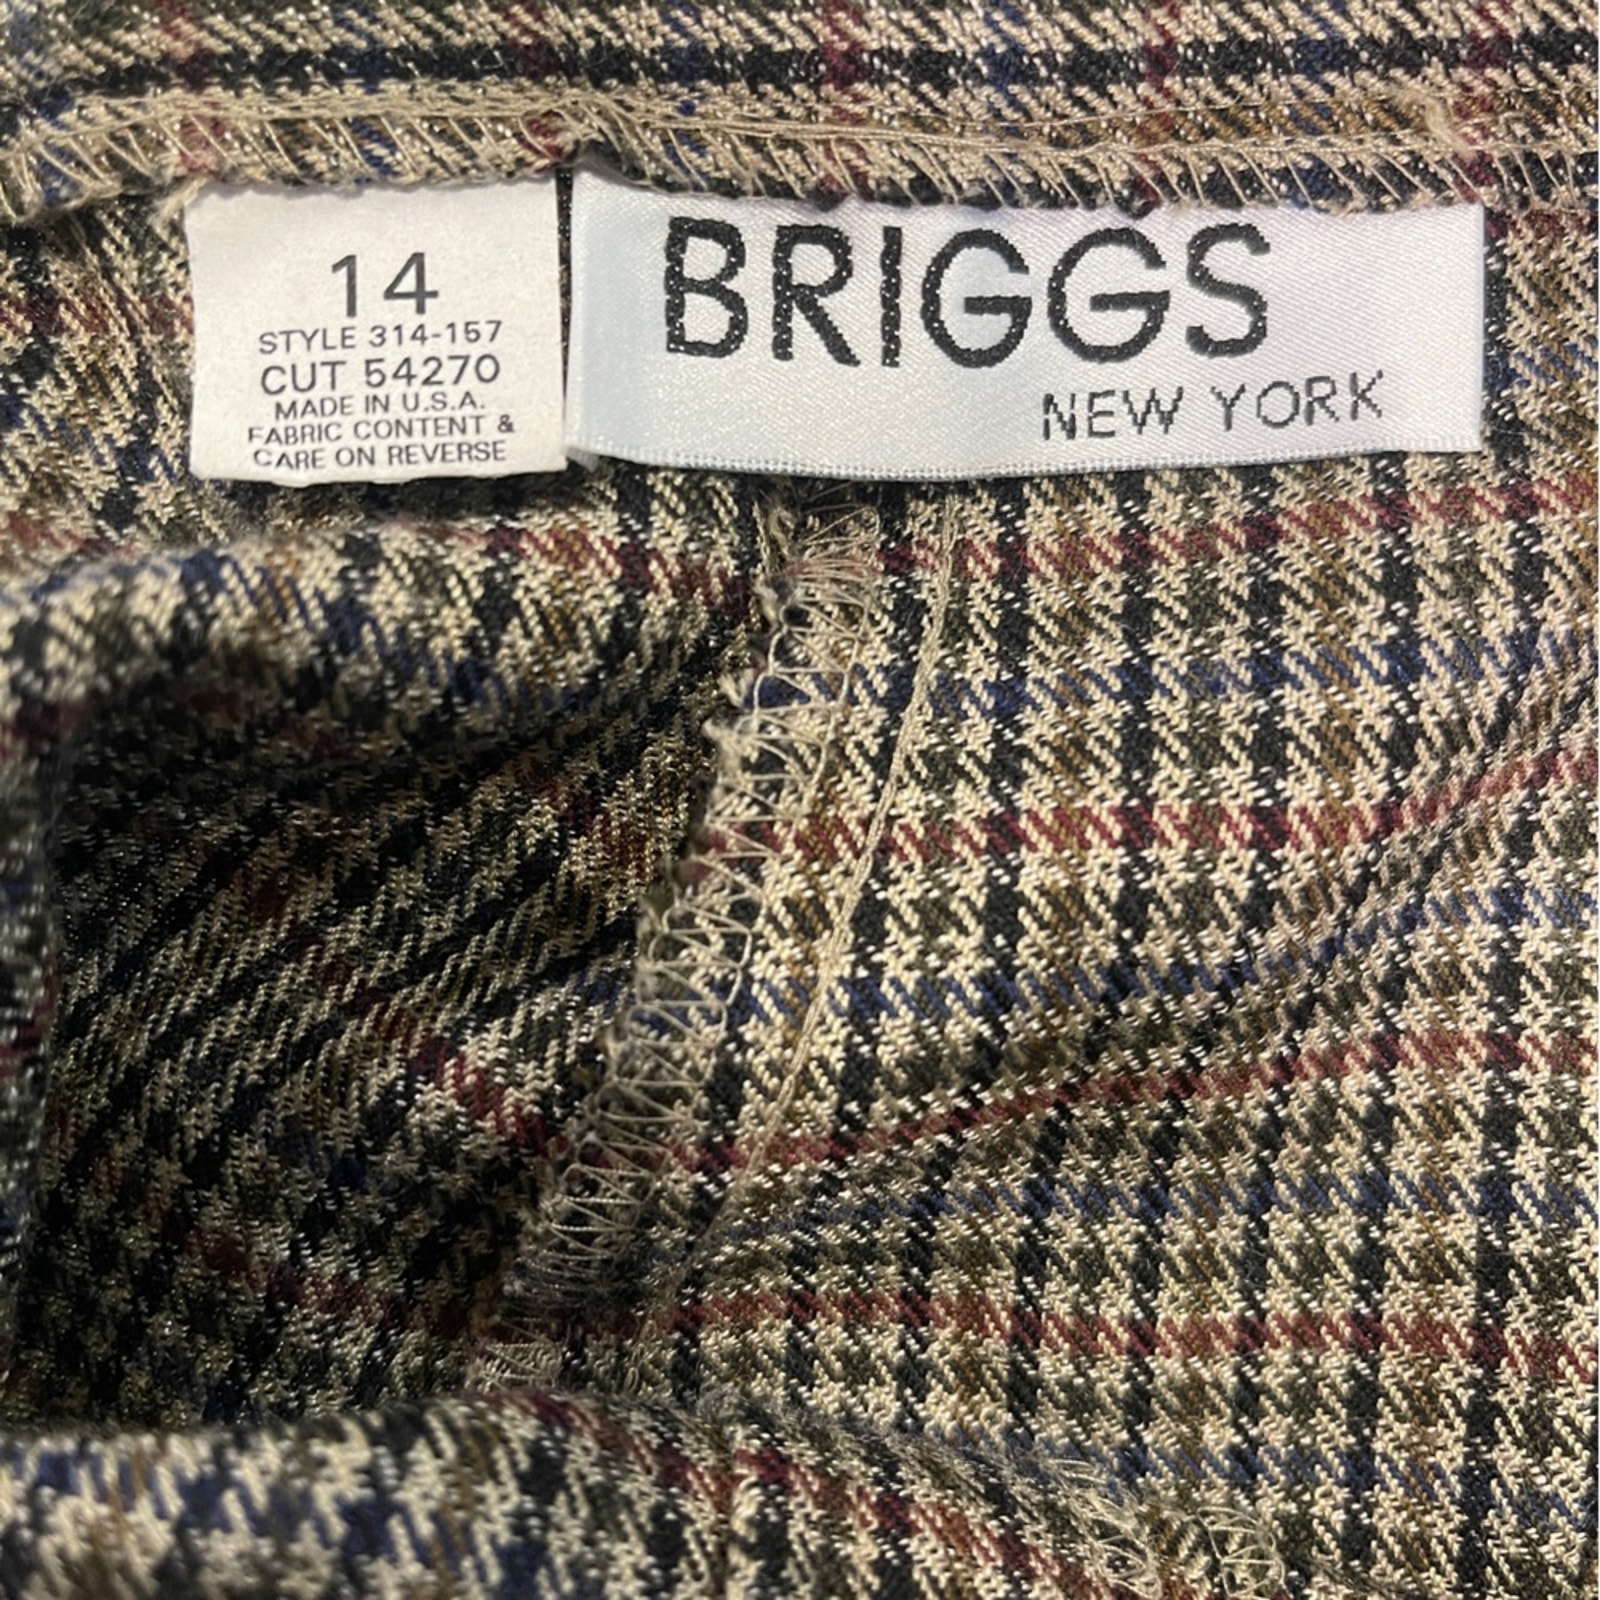 14
STYLE 314-157
CUT 54270
MADE IN U.S.A.
FABRIC CONTENT &
CARE ON REVERSE
BRIGGS
NEW YORK